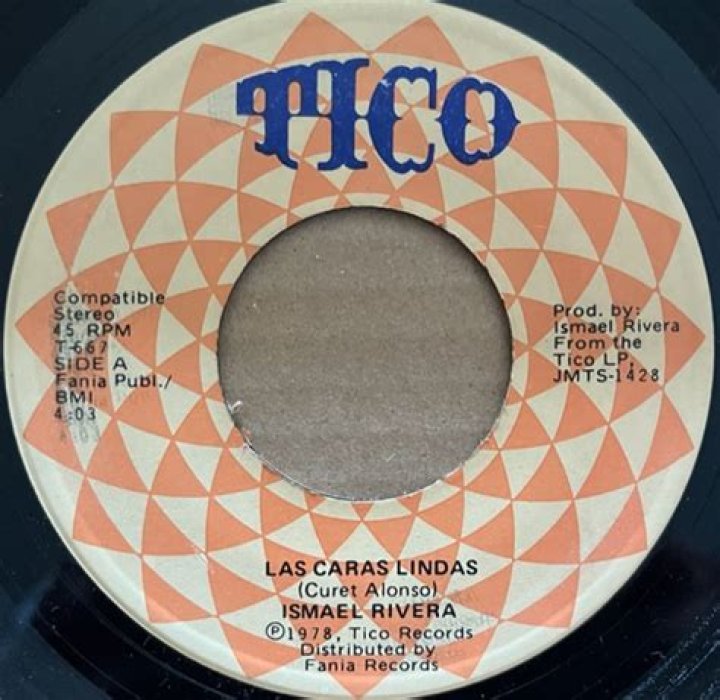 TICO
Compatible
Stereo
45 RPM
T-667
SIDE A
Fania Publ./
BMI
4:03
Prod. by:
Ismael Rivera
From the
Tico LP,
JMTS-1428
LAS CARAS LINDAS
(Curet Alonso)
ISMAEL RIVERA
Ⓟ1978, Tico Records
Distributed by
Fania Records